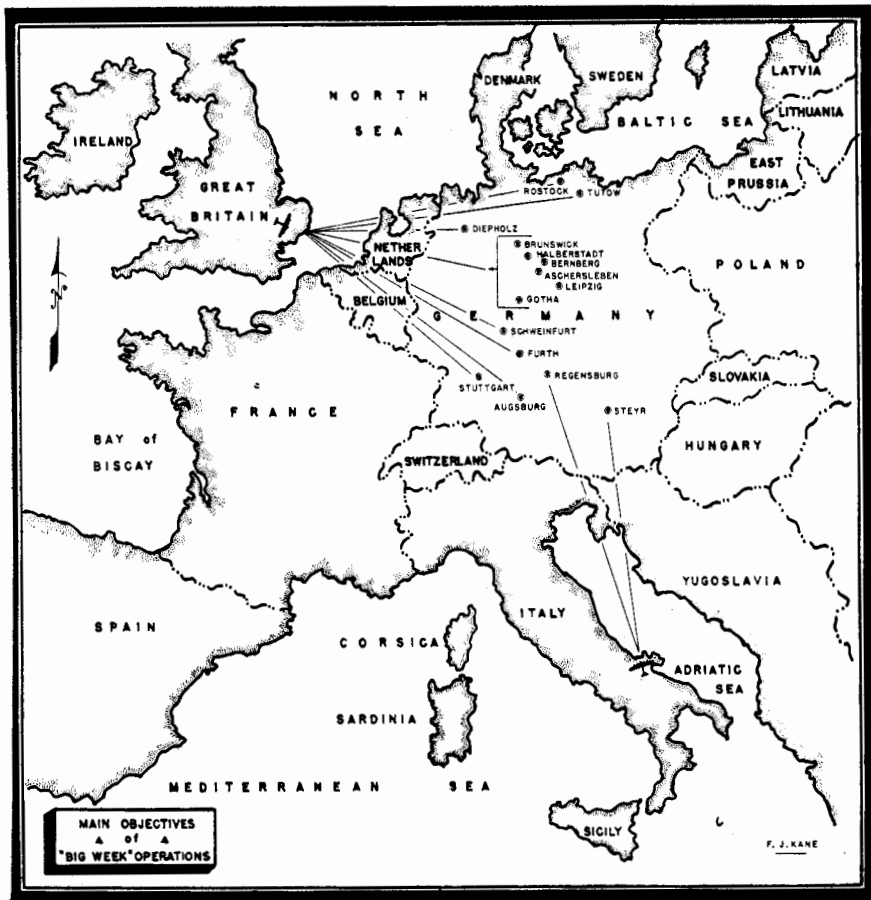 NORTH
SEA
DENMARK
SWEDEN
LATVIA
LITHUANIA
BALTIC SEA
EAST
PRUSSIA
IRELAND
GREAT
BRITAIN
ROSTOCK
TUTOW
DIEPHOLZ
NETHER
LANDS
BRUNSWICK
HALBERSTADT
BERNBERG
ASCHERSLEBEN
LEIPZIG
GOTHA
POLAND
BELGIUM
GERMANY
N
SCHWEINFURT
FURTH
REGENSBURG
STUTTGART
AUGSBURG
STEYR
SLOVAKIA
FRANCE
BAY of
BISCAY
SWITZERLAND
HUNGARY
YUGOSLAVIA
ITALY
SPAIN
CORSICA
ADRIATIC
SEA
SARDINIA
MEDITERRANEAN SEA
SICILY
MAIN OBJECTIVES
of
"BIG WEEK" OPERATIONS
F. J. KANE